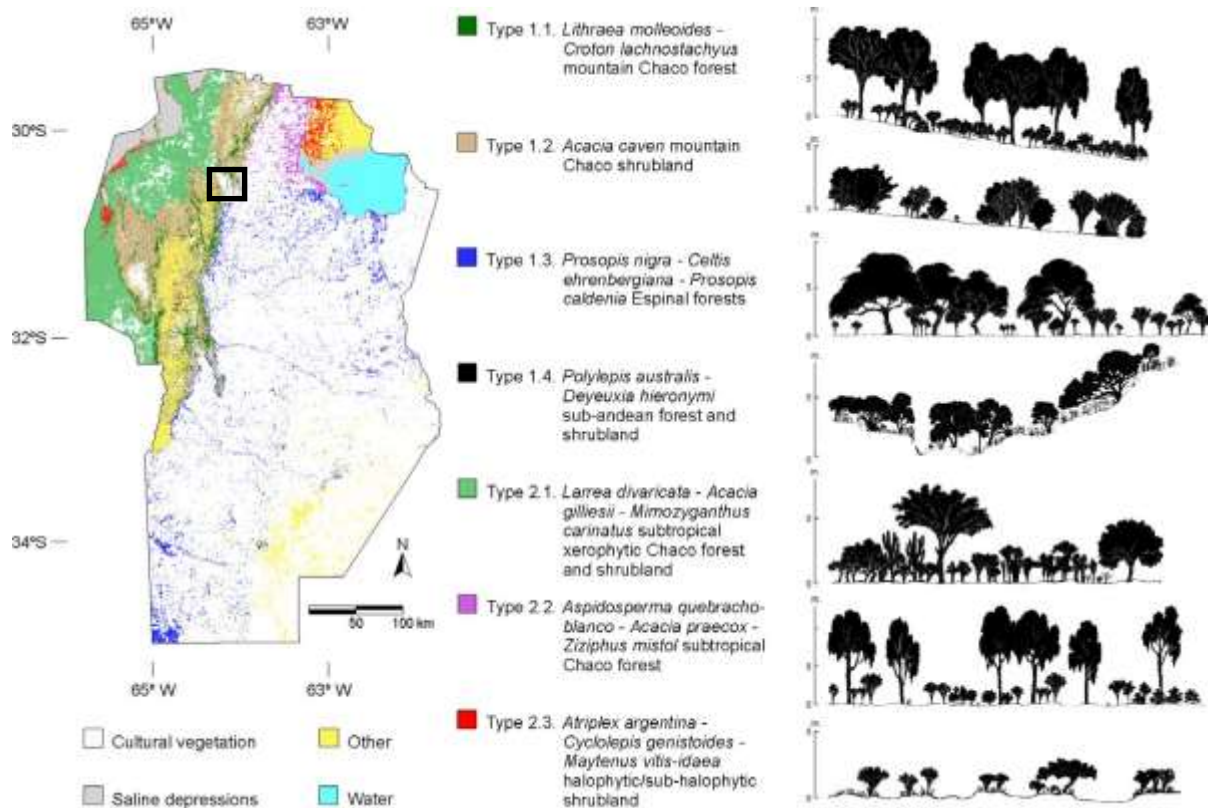 65°W 63°W
30°S
32°S
34°S
N
50 100 km
65° W 63° W
Cultural vegetation
Other
Saline depressions
Water
Type 1.1. Lithraea molleoides -
Croton lachnostachyus
mountain Chaco forest
Type 1.2. Acacia caven mountain
Chaco shrubland
Type 1.3. Prosopis nigra - Celtis
ehrenbergiana - Prosopis
caldenia Espinal forests
Type 1.4. Polylepis australis -
Deyeuxia hieronymi
sub-andean forest and
shrubland
Type 2.1. Larrea divaricata - Acacia
gilliesii - Mimozyganthus
carinatus subtropical
xerophytic Chaco forest
and shrubland
Type 2.2. Aspidosperma quebracho-
blanco - Acacia praecox -
Ziziphus mistol subtropical
Chaco forest
Type 2.3. Atriplex argentina -
Cyclolepis genistoides -
Maytenus vitis-idaea
halophytic/sub-halophytic
shrubland